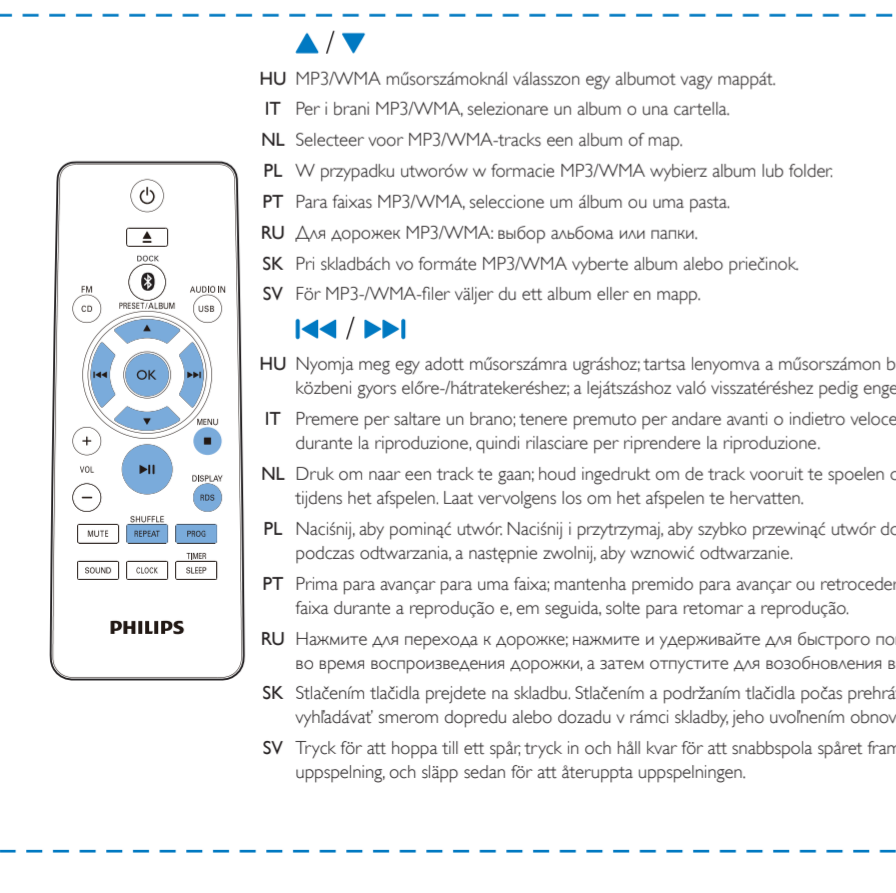 ▲ / ▼
HU MP3/WMA műsorszámoknál válasszon egy albumot vagy mappát.
IT Per i brani MP3/WMA, selezionare un album o una cartella.
NL Selecteer voor MP3/WMA-tracks een album of map.
PL W przypadku utworów w formacie MP3/WMA wybierz album lub folder.
PT Para faixas MP3/WMA, seleccione um álbum ou uma pasta.
RU Для дорожек MP3/WMA: выбор альбома или папки.
SK Pri skladbách vo formáte MP3/WMA vyberte album alebo priečinok.
SV För MP3-/WMA-filer väljer du ett album eller en mapp.
HU Nyomja meg egy adott műsorszámra ugráshoz; tartsa lenyomva a műsorszámon b
közbeni gyors előre-/hátratekeréshez; a lejátszáshoz való visszatéréshez pedig enge
IT Premere per saltare un brano; tenere premuto per andare avanti o indietro veloce
durante la riproduzione, quindi rilasciare per riprendere la riproduzione.
NL Druk om naar een track te gaan; houd ingedrukt om de track vooruit te spoelen o
tijdens het afspelen. Laat vervolgens los om het afspelen te hervatten.
PL Naciśnij, aby pominąć utwór. Naciśnij i przytrzymaj, aby szybko przewinąć utwór do
podczas odtwarzania, a następnie zwolnij, aby wznowić odtwarzanie.
PT Prima para avançar para uma faixa; mantenha premido para avançar ou retroceder
faixa durante a reprodução e, em seguida, solte para retomar a reprodução.
RU Нажмите для перехода к дорожке; нажмите и удерживайте для быстрого по
во время воспроизведения дорожки, а затем отпустите для возобновления в
SK Stlačením tlačidla prejdete na skladbu. Stlačením a podržaním tlačidla počas prehrá
vyhľadávať smerom dopredu alebo dozadu v rámci skladby, jeho uvoľnením obnov
SV Tryck för att hoppa till ett spår, tryck in och håll kvar för att snabbspola spåret fram
uppspelning, och släpp sedan för att återuppta uppspelningen.
DOCK
FM AUDIO IN
CD PRESET/ALBUM USB
OK
MENU
+
VOL
DISPLAY
− RDS
SHUFFLE
MUTE REPEAT PROG
TIMER
SOUND CLOCK SLEEP
PHILIPS